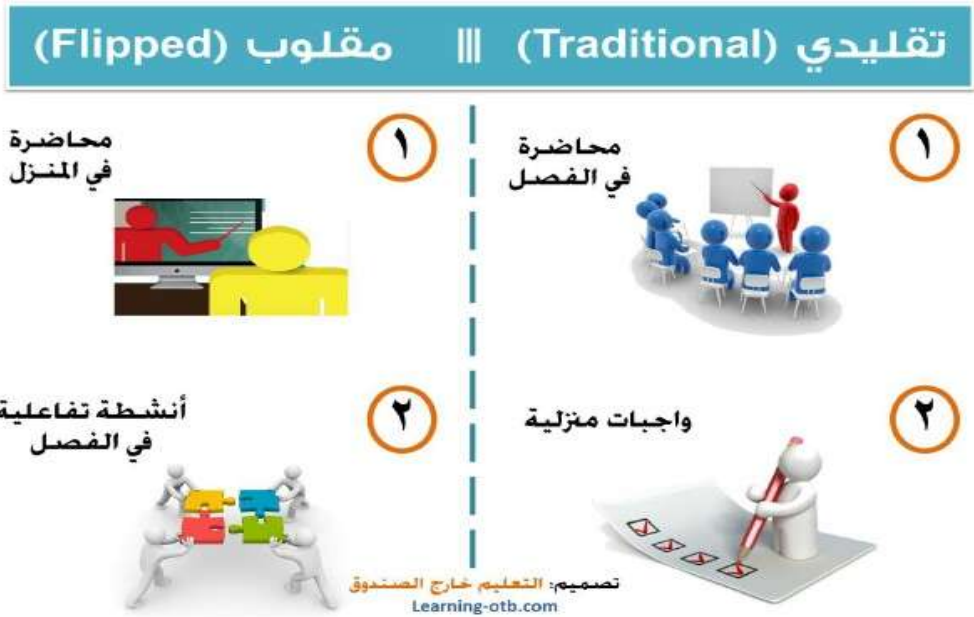 تقليدي (Traditional) ||| مقلوب (Flipped)
١
محاضرة
في الفصل
٢
واجبات منزلية
١
محاضرة
في المنزل
٢
أنشطة تفاعلية
في الفصل
تصميم: التعليم خارج الصندوق
Learning-otb.com